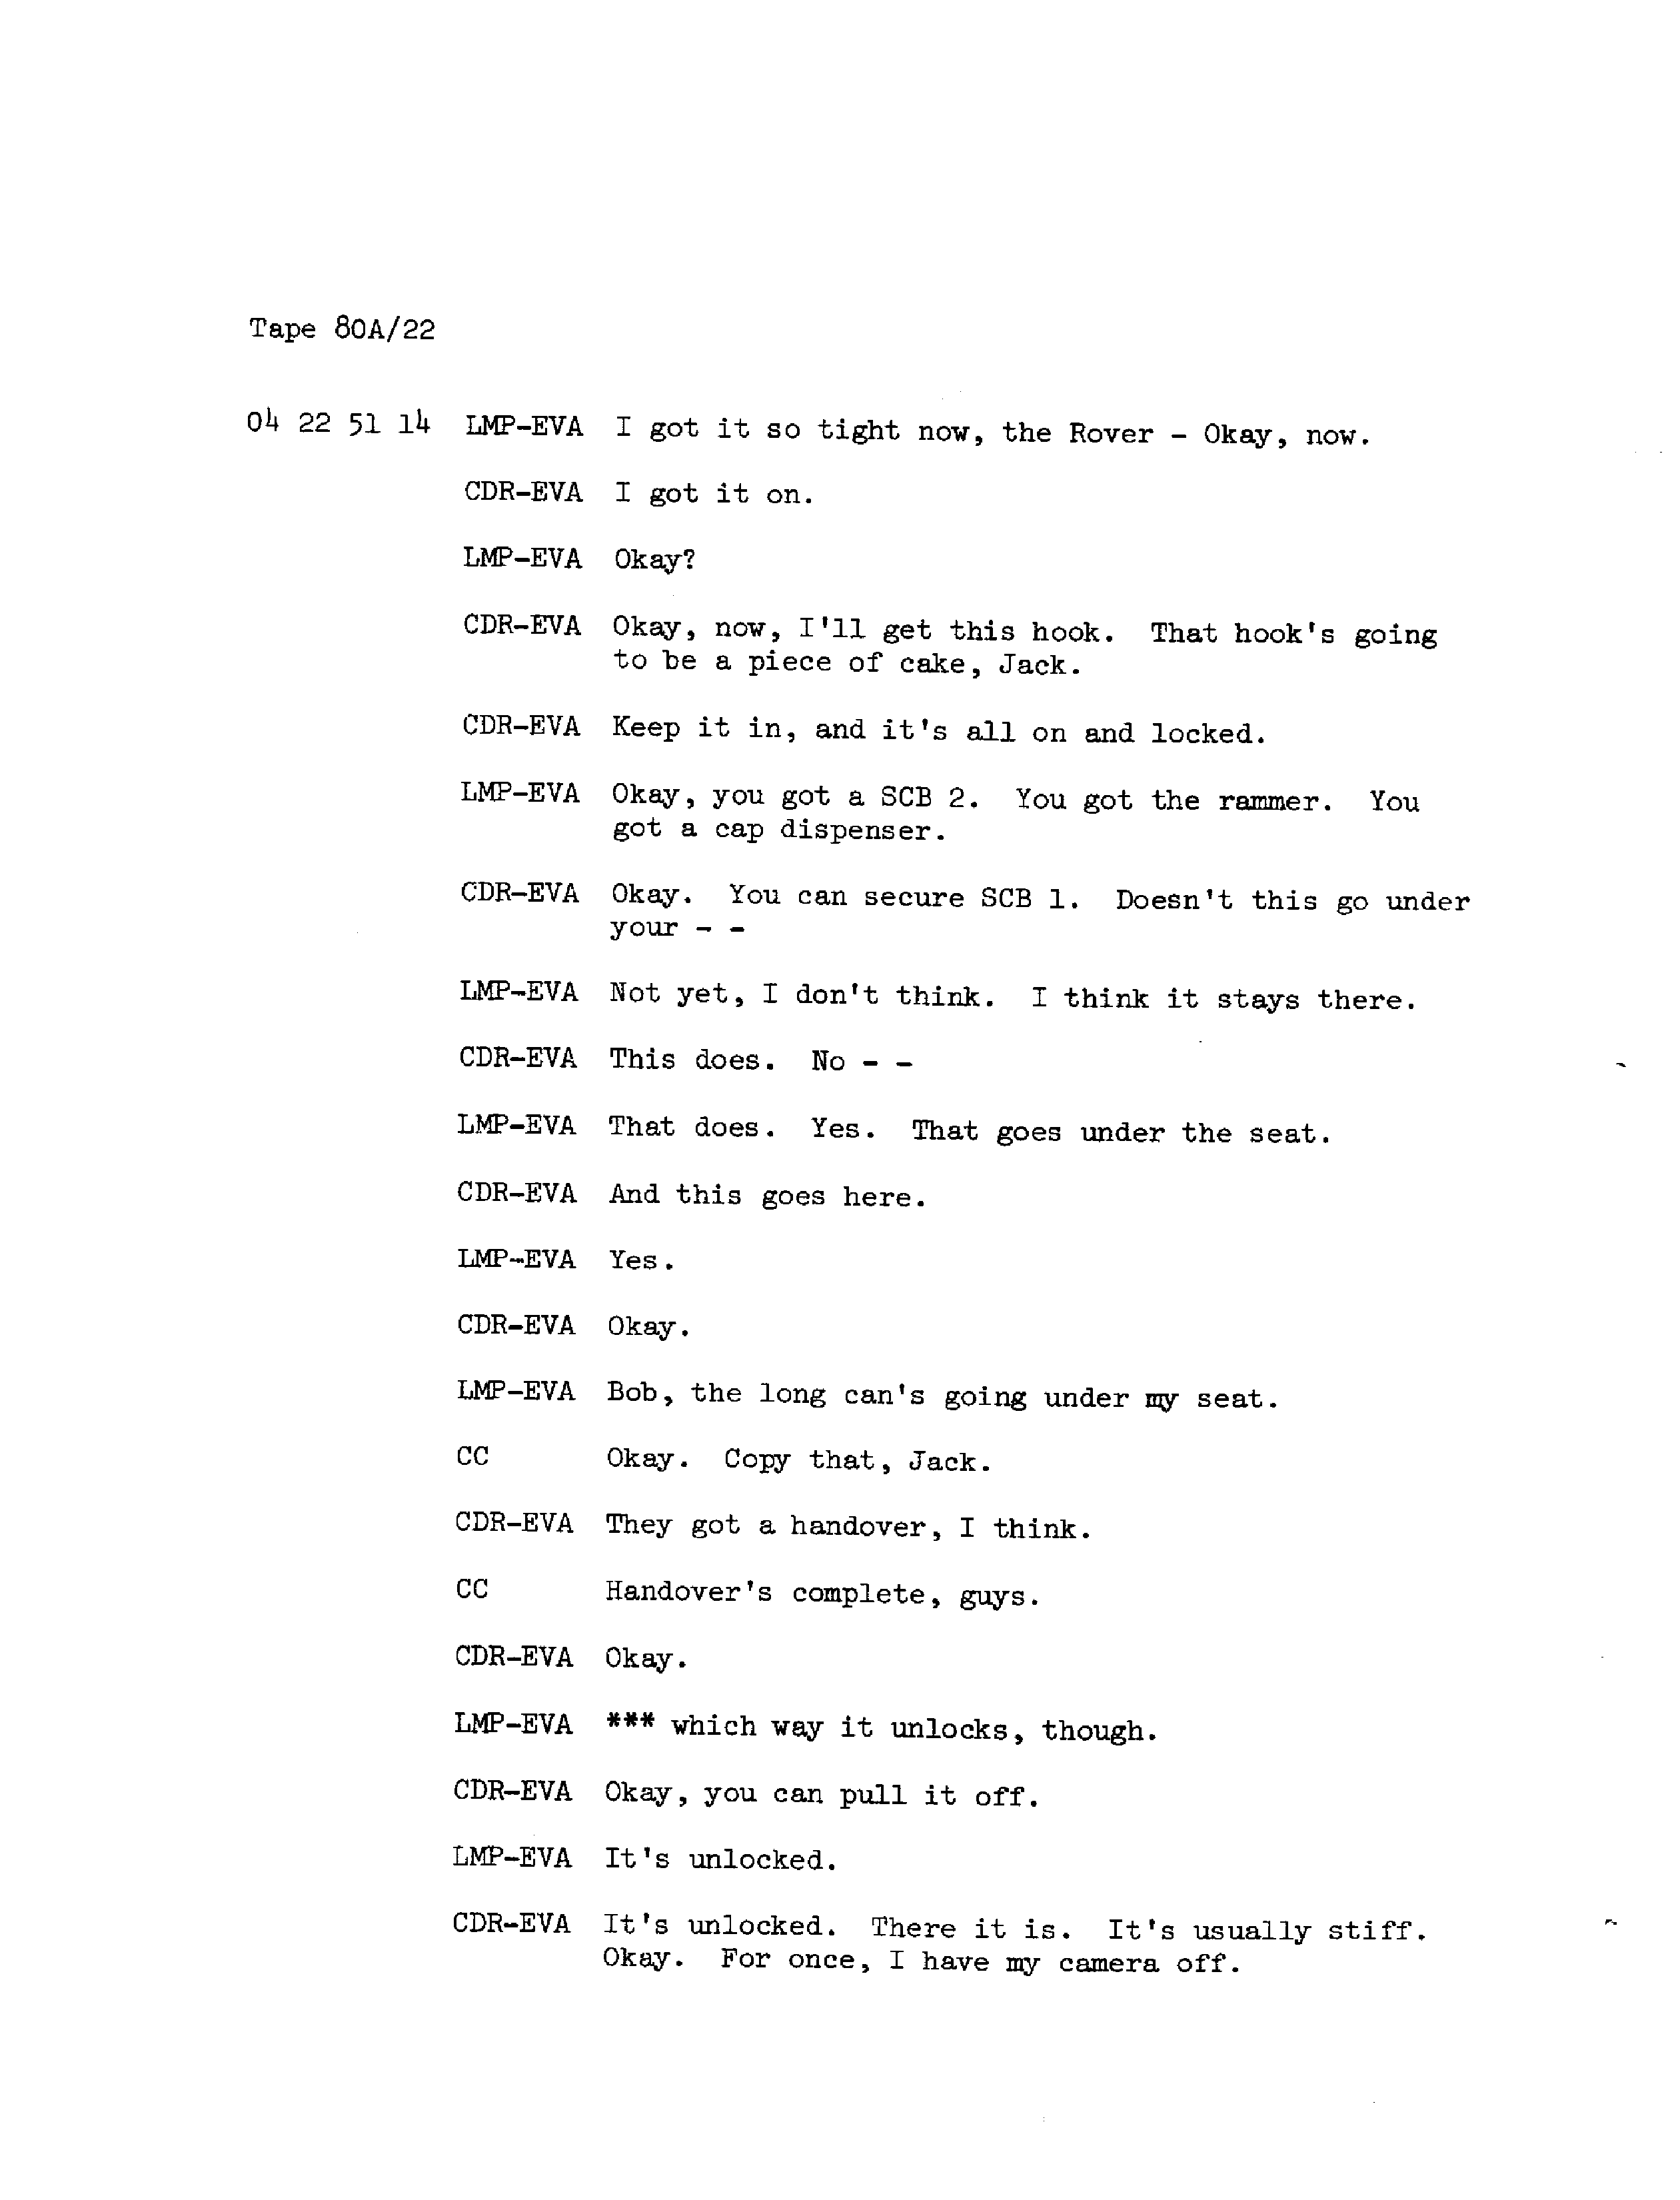 Tape 80A/22
04 22 51 14 LMP-EVA I got it so tight now, the Rover - Okay, now.
CDR-EVA I got it on.
LMP-EVA Okay?
CDR-EVA Okay, now, I'll get this hook. That hook's going
to be a piece of cake, Jack.
CDR-EVA Keep it in, and it's all on and locked.
LMP-EVA Okay, you got a SCB 2. You got the rammer. You
got a cap dispenser.
CDR-EVA Okay. You can secure SCB 1. Doesn't this go under
your - -
LMP-EVA Not yet, I don't think. I think it stays there.
CDR-EVA This does. No - -
LMP-EVA That does. Yes. That goes under the seat.
CDR-EVA And this goes here.
LMP-EVA Yes.
CDR-EVA Okay.
LMP-EVA Bob, the long can's going under my seat.
CC Okay. Copy that, Jack.
CDR-EVA They got a handover, I think.
CC Handover's complete, guys.
CDR-EVA Okay.
LMP-EVA *** which way it unlocks, though.
CDR-EVA Okay, you can pull it off.
LMP-EVA It's unlocked.
CDR-EVA It's unlocked. There it is. It's usually stiff.
Okay. For once, I have my camera off.